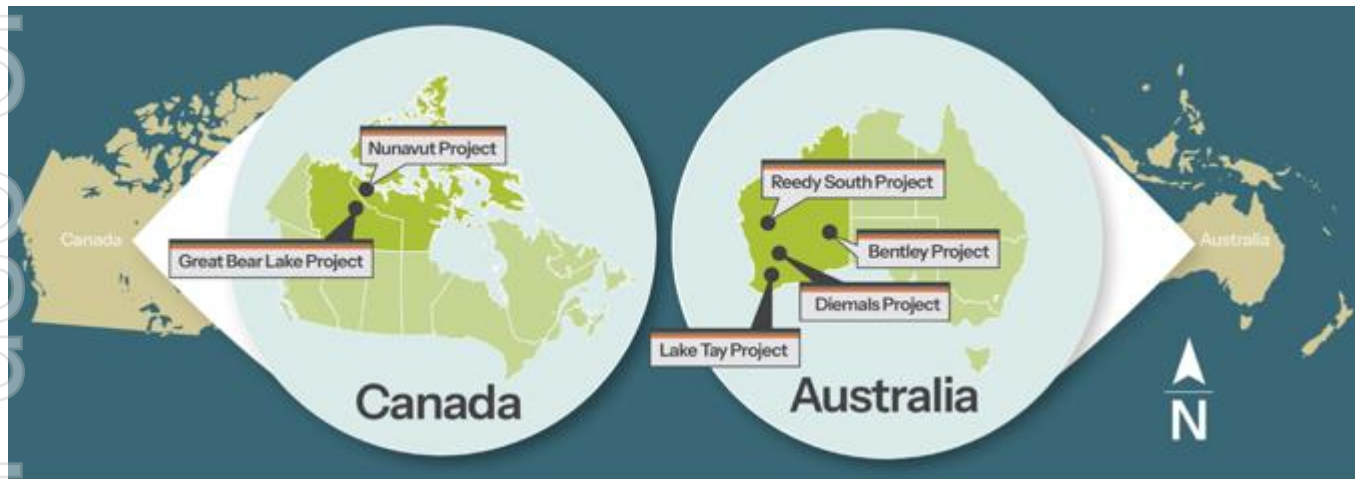 Canada
Nunavut Project
Great Bear Lake Project
Canada
Reedy South Project
Bentley Project
Diemals Project
Lake Tay Project
Australia
Australia
N